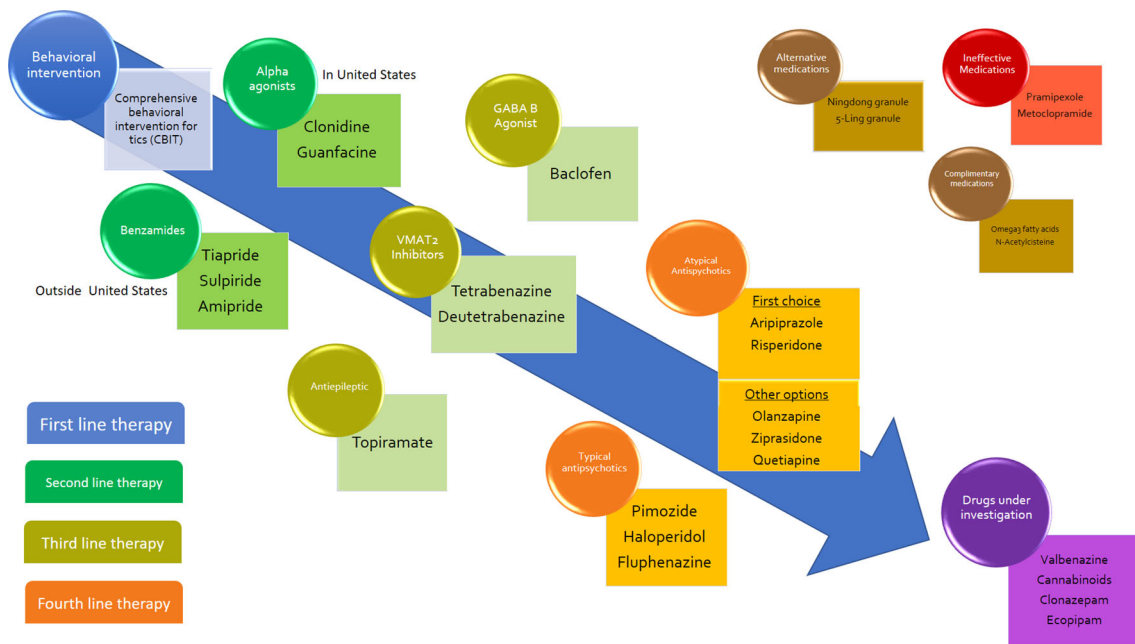 Behavioral
intervention
Comprehensive
behavioral
intervention for
tics (CBIT)
Alpha
agonists
In United States
Clonidine
Guanfacine
GABA B
Agonist
Baclofen
Alternative
medications
Ningdong granule
5-Ling granule
Ineffective
Medications
Pramipexole
Metoclopramide
Complimentary
medications
Omega3 fatty acids
N-Acetylcisteine
Benzamides
Outside United States
Tiapride
Sulpiride
Amipride
VMAT2
Inhibitors
Tetrabenazine
Deutetrabenazine
Atypical
Antispychotics
First choice
Aripiprazole
Risperidone
Other options
Olanzapine
Ziprasidone
Quetiapine
Antiepileptic
Topiramate
Typical
antipsychotics
Pimozide
Haloperidol
Fluphenazine
Drugs under
investigation
Valbenazine
Cannabinoids
Clonazepam
Ecopipam
First line therapy
Second line therapy
Third line therapy
Fourth line therapy